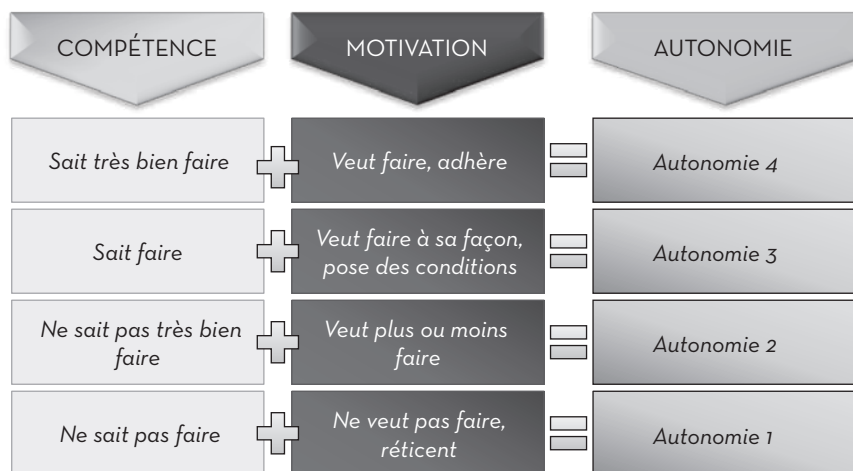 COMPÉTENCE
MOTIVATION
AUTONOMIE
Sait très bien faire
Veut faire, adhère
Autonomie 4
Sait faire
Veut faire à sa façon,
pose des conditions
Autonomie 3
Ne sait pas très bien
faire
Veut plus ou moins
faire
Autonomie 2
Ne sait pas faire
Ne veut pas faire,
réticent
Autonomie 1